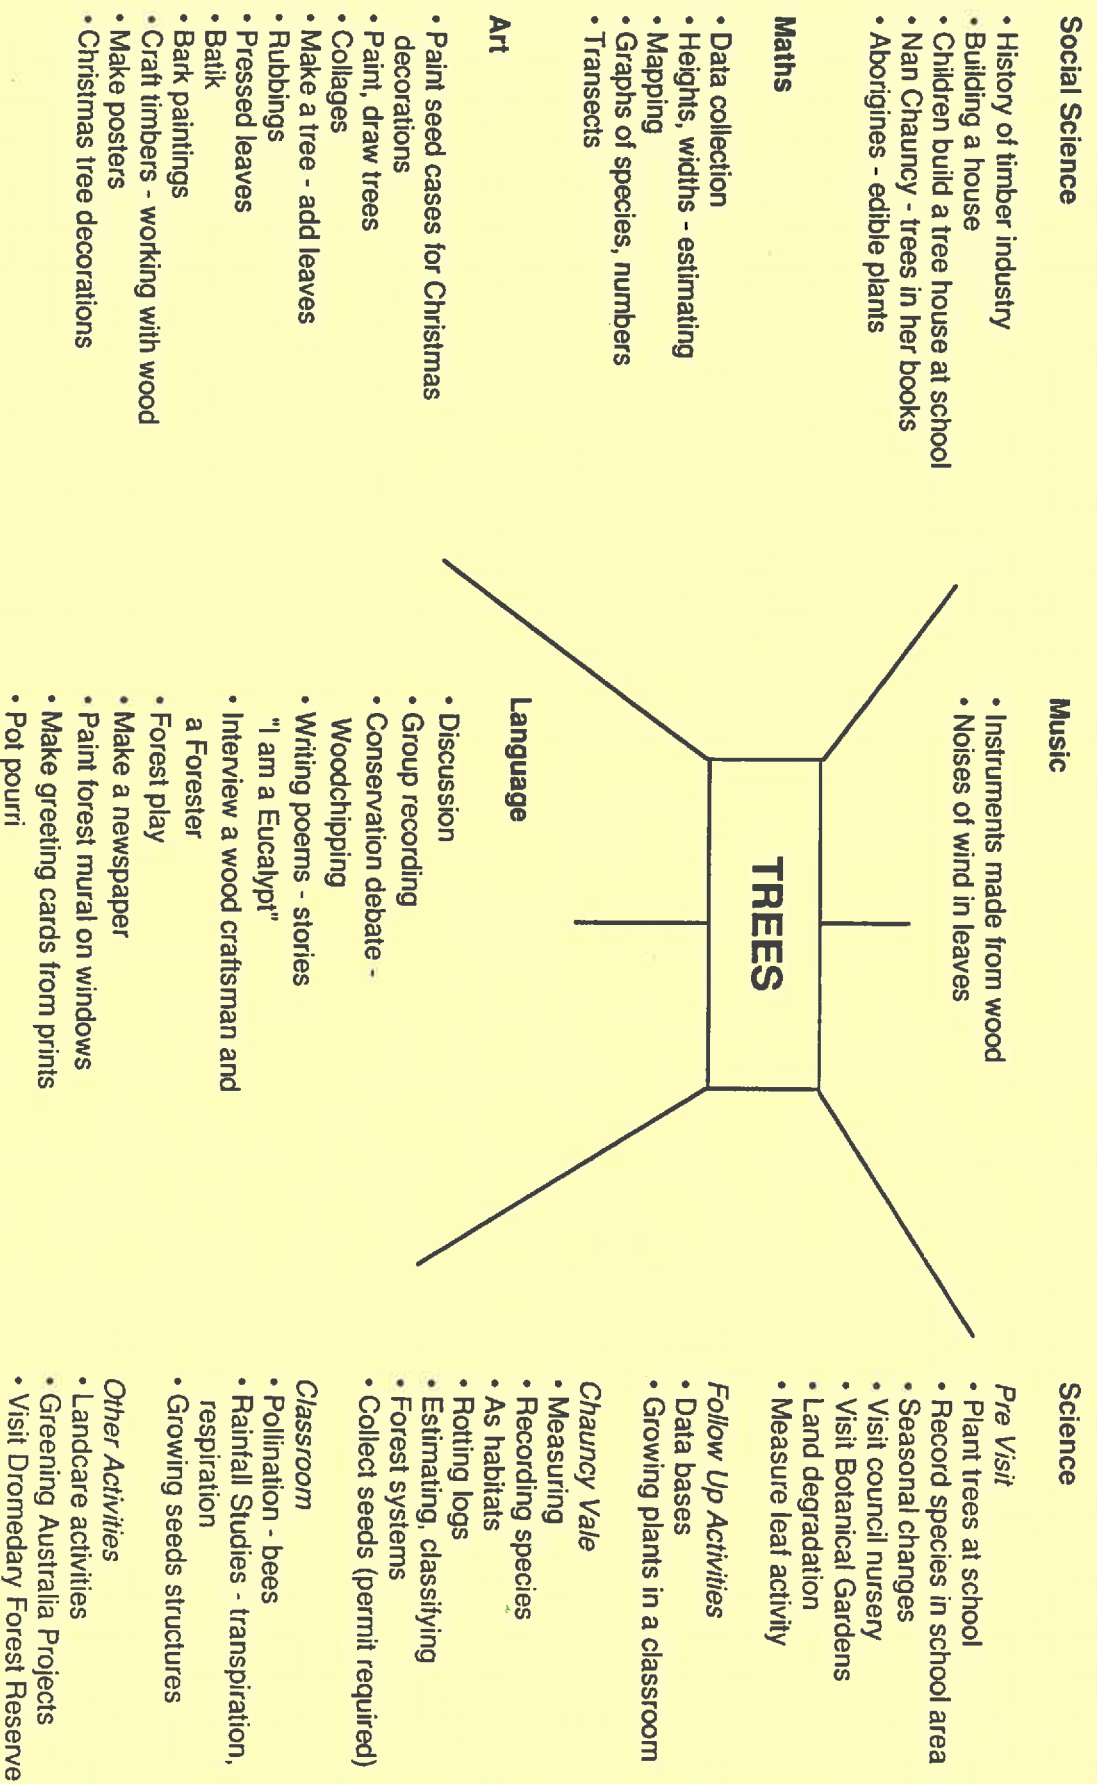 Social Science
• History of timber industry
• Building a house
• Children build a tree house at school
• Nan Chauncy - trees in her books
• Aborigines - edible plants
Maths
• Data collection
• Heights, widths - estimating
• Mapping
• Graphs of species, numbers
• Transects
Art
• Paint seed cases for Christmas
decorations
• Paint, draw trees
• Collages
• Make a tree - add leaves
• Rubbings
• Pressed leaves
• Batik
• Bark paintings
• Craft timbers - working with wood
• Make posters
• Christmas tree decorations
Music
• Instruments made from wood
• Noises of wind in leaves
TREES
Language
• Discussion
• Group recording
• Conservation debate -
Woodchipping
• Writing poems - stories
"I am a Eucalypt"
• Interview a wood craftsman and
a Forester
• Forest play
• Make a newspaper
• Paint forest mural on windows
• Make greeting cards from prints
• Pot pourri
Science
Pre Visit
• Plant trees at school
• Record species in school area
• Seasonal changes
• Visit council nursery
• Visit Botanical Gardens
• Land degradation
• Measure leaf activity
Follow Up Activities
• Data bases
• Growing plants in a classroom
Chauncy Vale
• Measuring
• Recording species
• As habitats
• Rotting logs
• Estimating, classifying
• Forest systems
• Collect seeds (permit required)
Classroom
• Pollination - bees
• Rainfall Studies - transpiration,
respiration
• Growing seeds structures
Other Activities
• Landcare activities
• Greening Australia Projects
• Visit Dromedary Forest Reserve